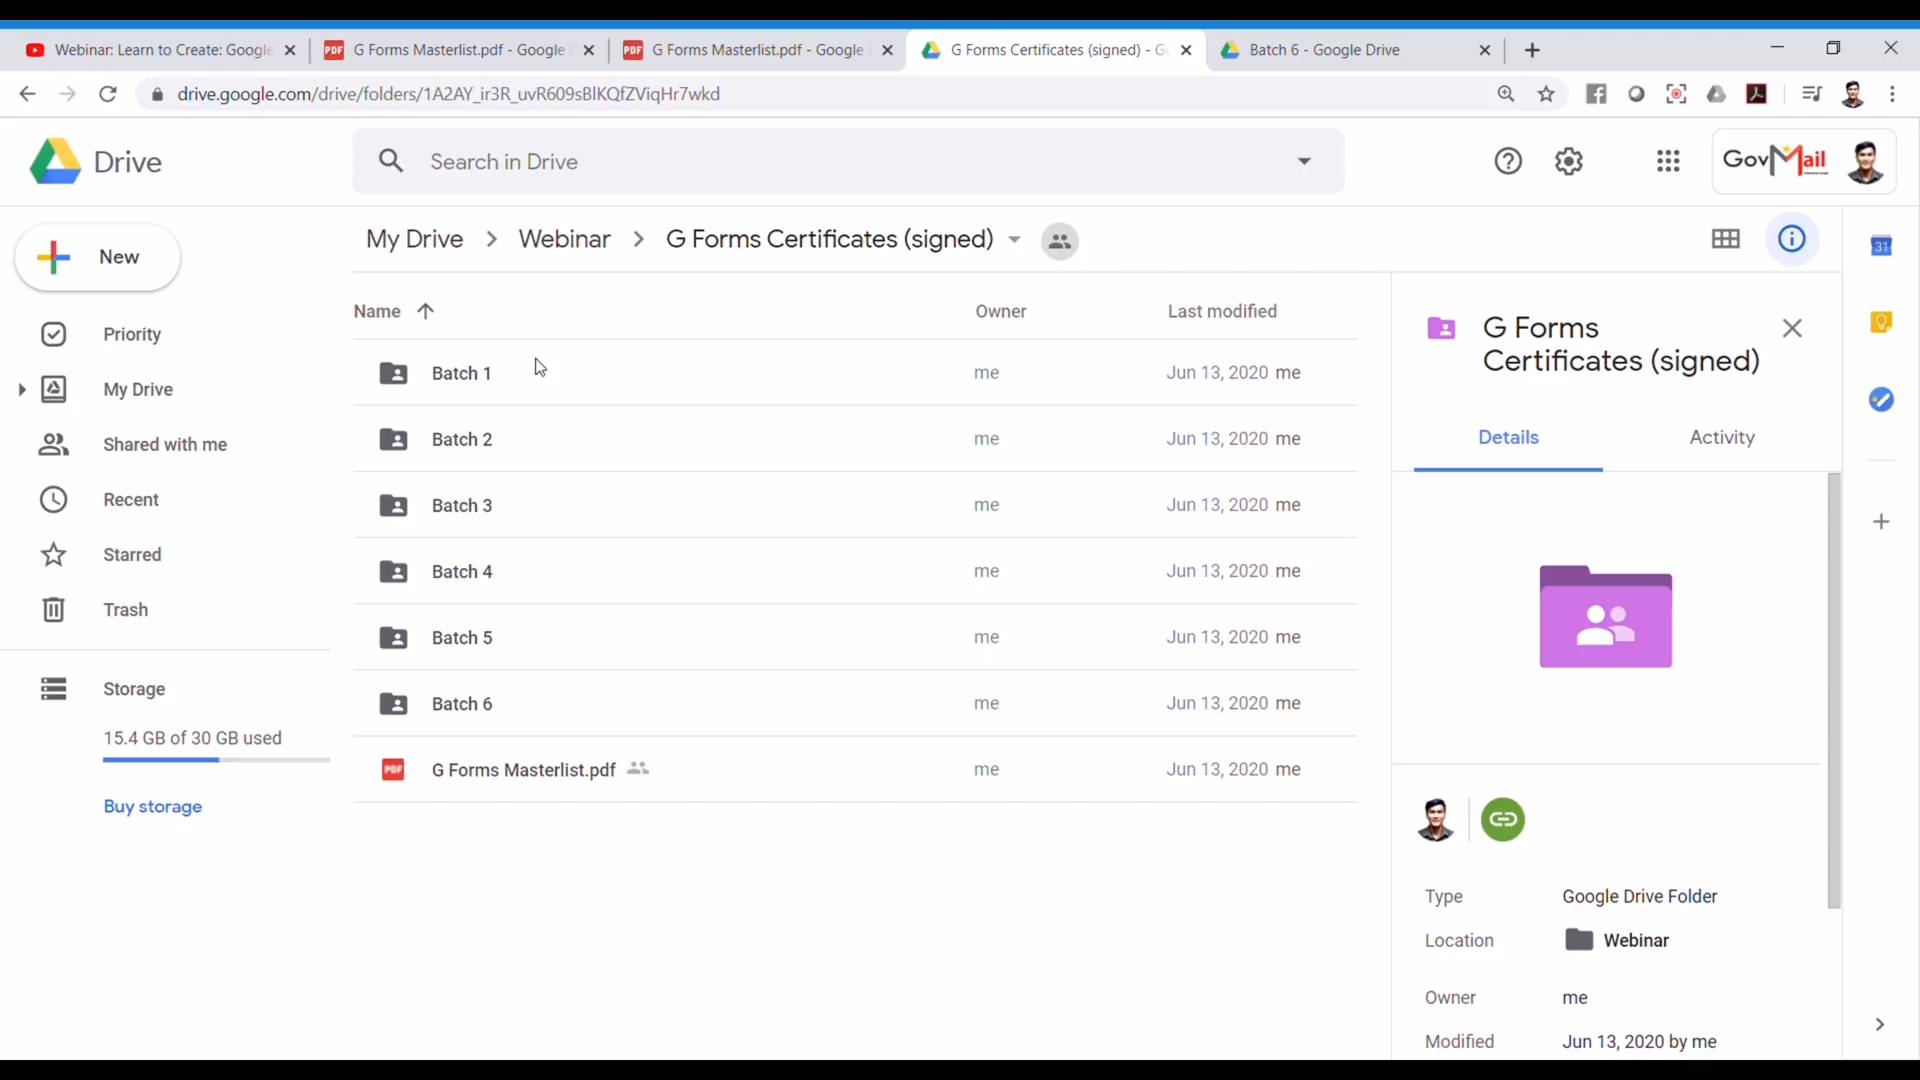 Webinar: Learn to Create: Google
G Forms Masterlist.pdf - Google
G Forms Masterlist.pdf - Google
G Forms Certificates (signed) - G
Batch 6 - Google Drive
drive.google.com/drive/folders/1A2AY_ir3R_uvR609sBlKQfZViqHr7wkd
Drive
Search in Drive
GovMail
New
My Drive
Webinar
G Forms Certificates (signed)
Priority
My Drive
Shared with me
Recent
Starred
Trash
Storage
15.4 GB of 30 GB used
Buy storage
Name
Owner
Last modified
Batch 1
me
Jun 13, 2020 me
Batch 2
me
Jun 13, 2020 me
Batch 3
me
Jun 13, 2020 me
Batch 4
me
Jun 13, 2020 me
Batch 5
me
Jun 13, 2020 me
Batch 6
me
Jun 13, 2020 me
PDF
G Forms Masterlist.pdf
me
Jun 13, 2020 me
G Forms
Certificates (signed)
Details
Activity
Type
Google Drive Folder
Location
Webinar
Owner
me
Modified
Jun 13, 2020 by me
31